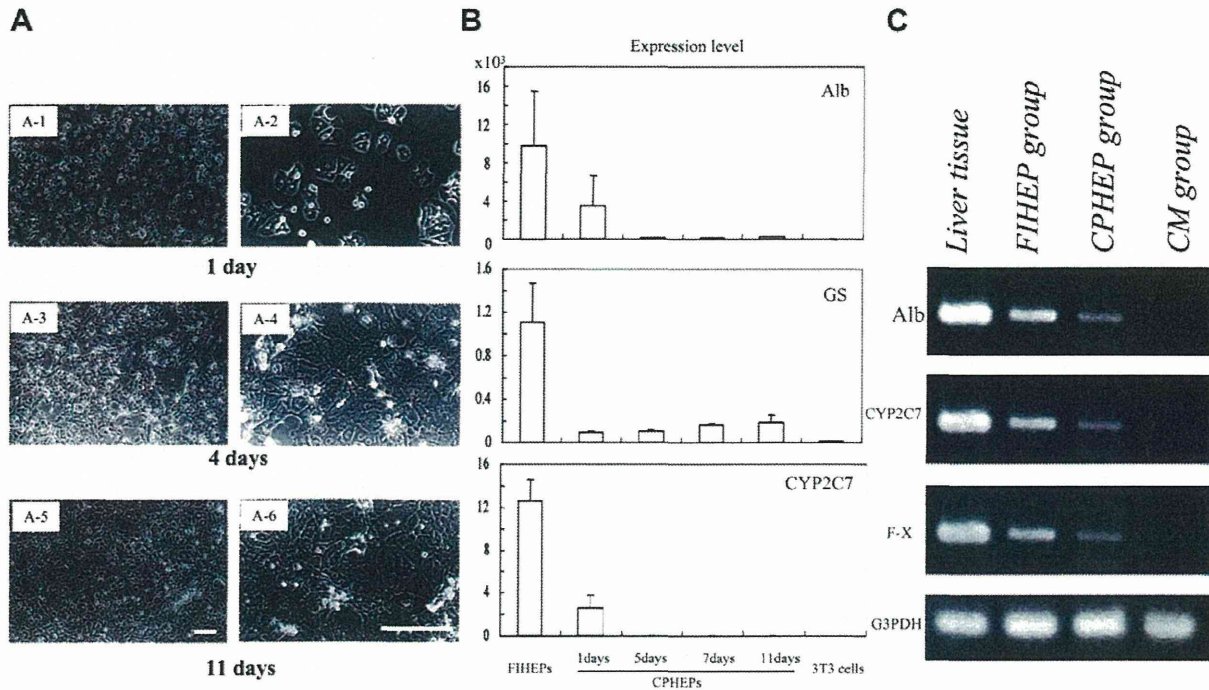 A
A-1
A-2
1 day
A-3
A-4
4 days
A-5
A-6
11 days
B
Expression level
x10³
Alb
16
12
8
4
0
GS
1.6
1.2
0.8
0.4
0
CYP2C7
16
12
8
4
0
FIHEPs
1days
5days
7days
11days
3T3 cells
CPHEPs
C
Liver tissue
FIHEP group
CPHEP group
CM group
Alb
CYP2C7
F-X
G3PDH